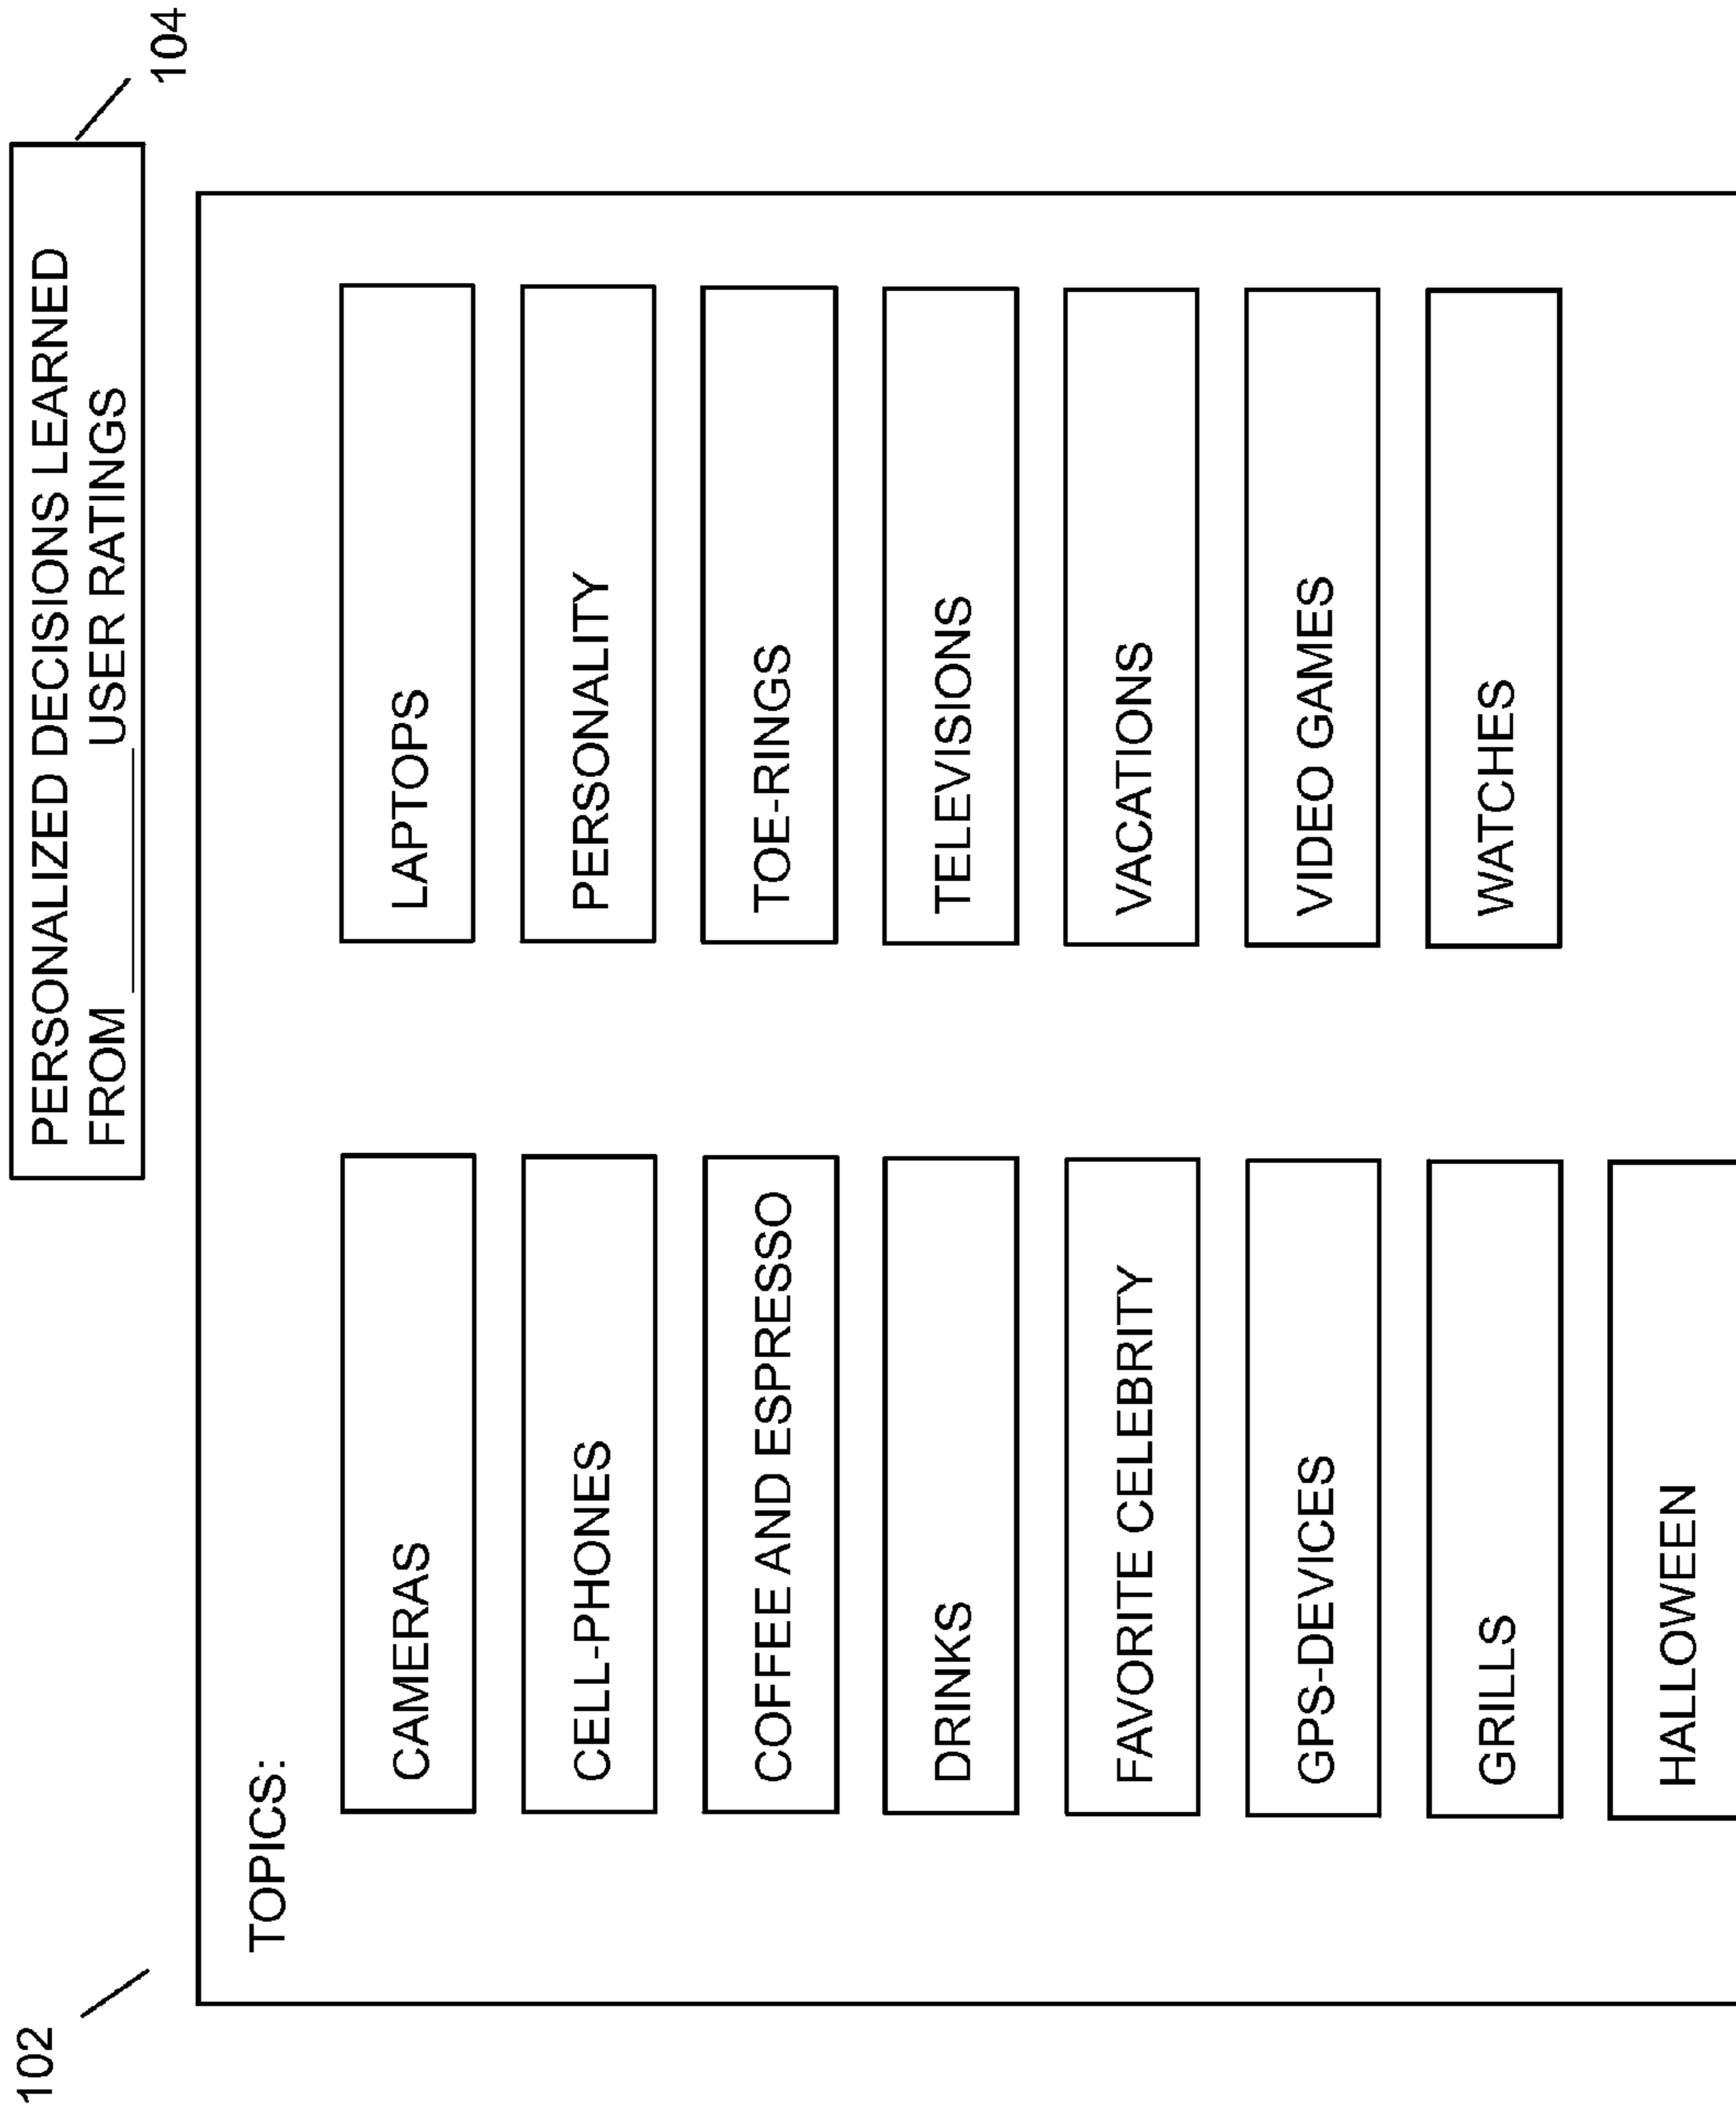 102
PERSONALIZED DECISIONS LEARNED
FROM __________ USER RATINGS
104
TOPICS:
CAMERAS
CELL-PHONES
COFFEE AND ESPRESSO
DRINKS
FAVORITE CELEBRITY
GPS-DEVICES
GRILLS
HALLOWEEN
LAPTOPS
PERSONALITY
TOE-RINGS
TELEVISIONS
VACATIONS
VIDEO GAMES
WATCHES